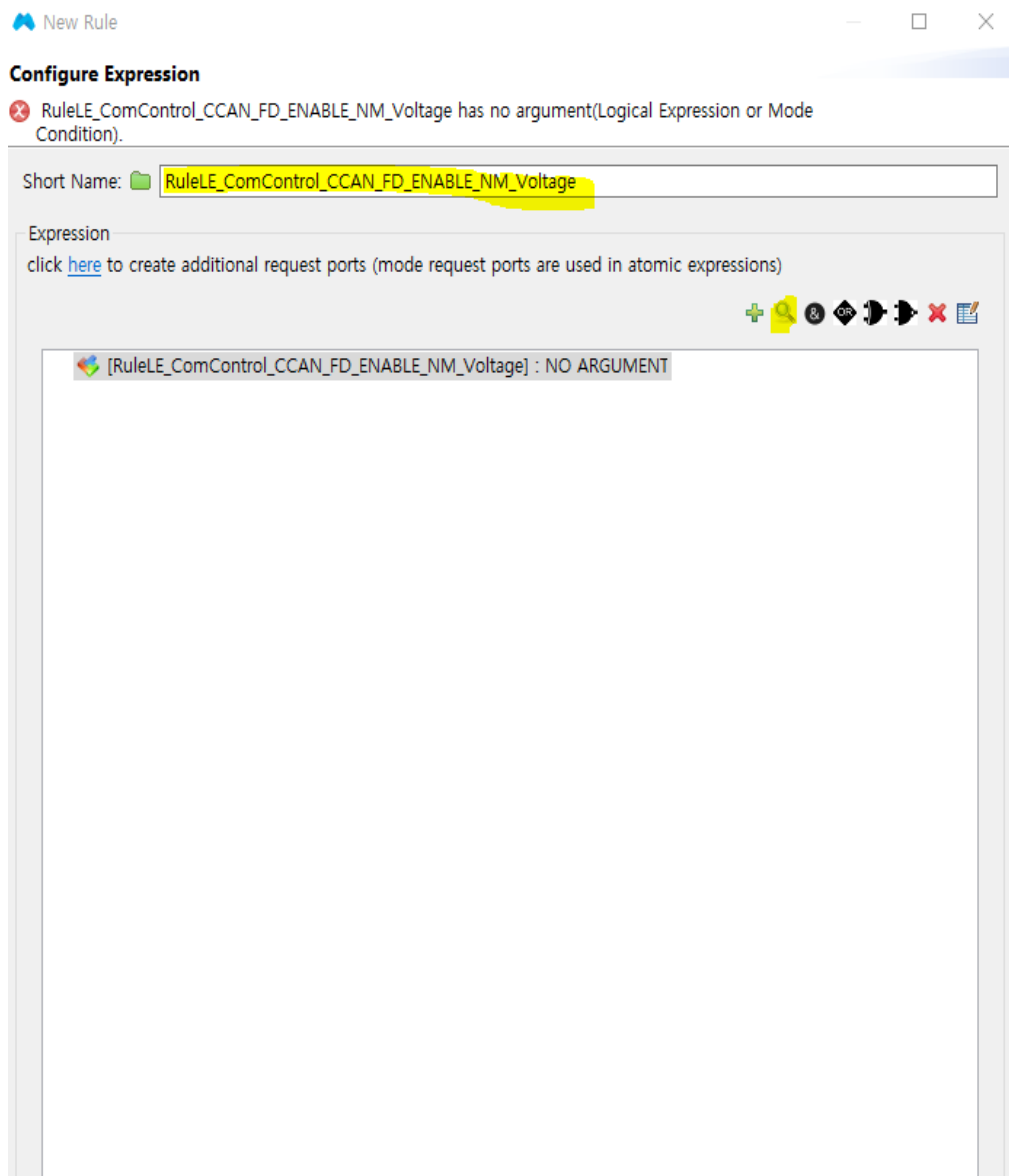 New Rule
Configure Expression
RuleLE_ComControl_CCAN_FD_ENABLE_NM_Voltage has no argument(Logical Expression or Mode
Condition).
Short Name: RuleLE_ComControl_CCAN_FD_ENABLE_NM_Voltage
Expression
click here to create additional request ports (mode request ports are used in atomic expressions)
& OR
[RuleLE_ComControl_CCAN_FD_ENABLE_NM_Voltage] : NO ARGUMENT